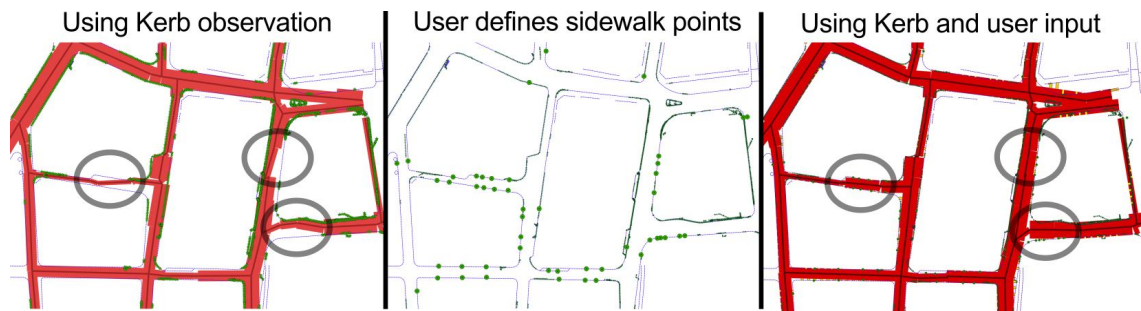 Using Kerb observation
User defines sidewalk points
Using Kerb and user input